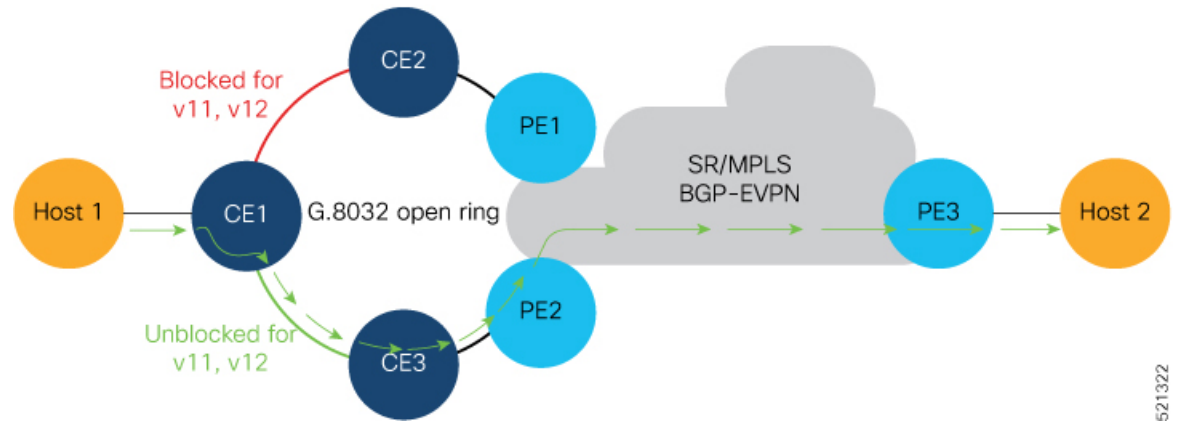 CE2
Blocked for
v11, v12
PE1
SR/MPLS
BGP-EVPN
Host 1
CE1
G.8032 open ring
PE3
Host 2
PE2
Unblocked for
v11, v12
CE3
521322